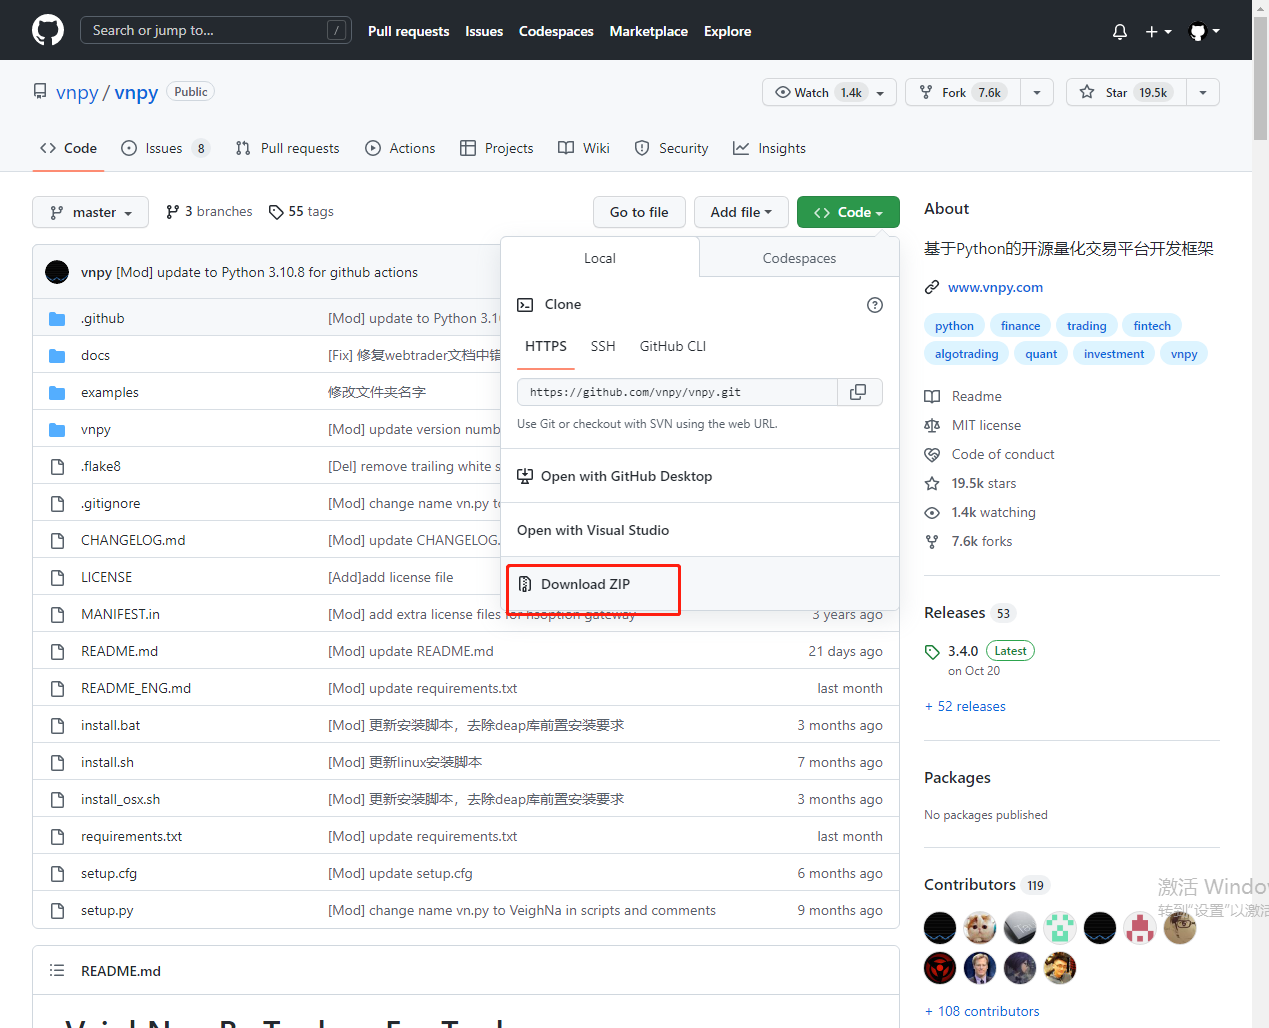 Search or jump to... /
Pull requests Issues Codespaces Marketplace Explore
vnpy / vnpy Public
Watch 1.4k Fork 7.6k Star 19.5k
Code Issues 8 Pull requests Actions Projects Wiki Security Insights
master 3 branches 55 tags Go to file Add file Code
vnpy [Mod] update to Python 3.10.8 for github actions
.github [Mod] update to Python 3.1
docs [Fix] 修复webtrader文档中错
examples 修改文件夹名字
vnpy [Mod] update version numb
.flake8 [Del] remove trailing white s
.gitignore [Mod] change name vn.py to
CHANGELOG.md [Mod] update CHANGELOG.
LICENSE [Add]add license file
MANIFEST.in [Mod] add extra license files for hsoption gateway 3 years ago
README.md [Mod] update README.md 21 days ago
README_ENG.md [Mod] update requirements.txt last month
install.bat [Mod] 更新安装脚本，去除deap库前置安装要求 3 months ago
install.sh [Mod] 更新linux安装脚本 7 months ago
install_osx.sh [Mod] 更新安装脚本，去除deap库前置安装要求 3 months ago
requirements.txt [Mod] update requirements.txt last month
setup.cfg [Mod] update setup.cfg 6 months ago
setup.py [Mod] change name vn.py to VeighNa in scripts and comments 9 months ago
README.md
Local Codespaces
Clone
HTTPS SSH GitHub CLI
https://github.com/vnpy/vnpy.git
Use Git or checkout with SVN using the web URL.
Open with GitHub Desktop
Open with Visual Studio
Download ZIP
About
基于Python的开源量化交易平台开发框架
www.vnpy.com
python finance trading fintech
algotrading quant investment vnpy
Readme
MIT license
Code of conduct
19.5k stars
1.4k watching
7.6k forks
Releases 53
3.4.0 Latest
on Oct 20
+ 52 releases
Packages
No packages published
Contributors 119
+ 108 contributors
激活 Windo
转到"设置"以激活